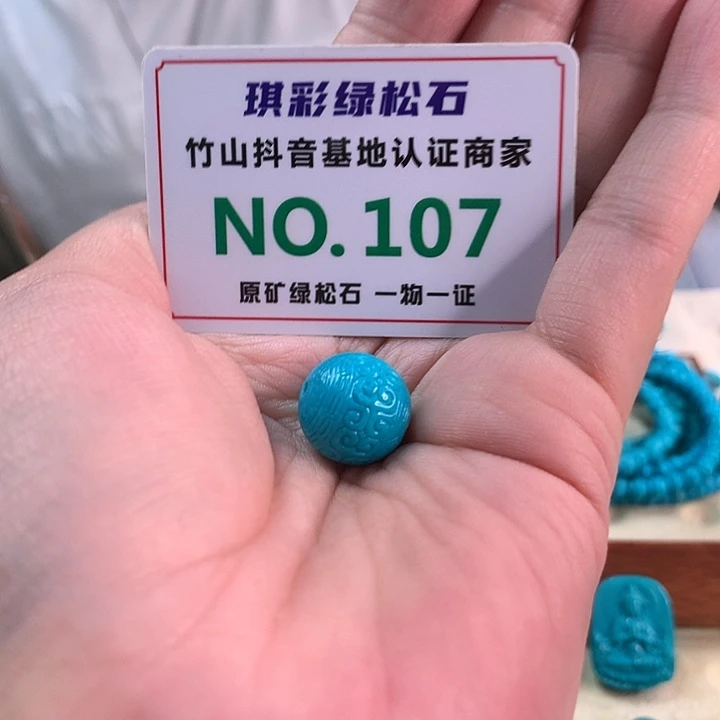 琪彩绿松石
竹山抖音基地认证商家
NO.107
原矿绿松石 一物一证